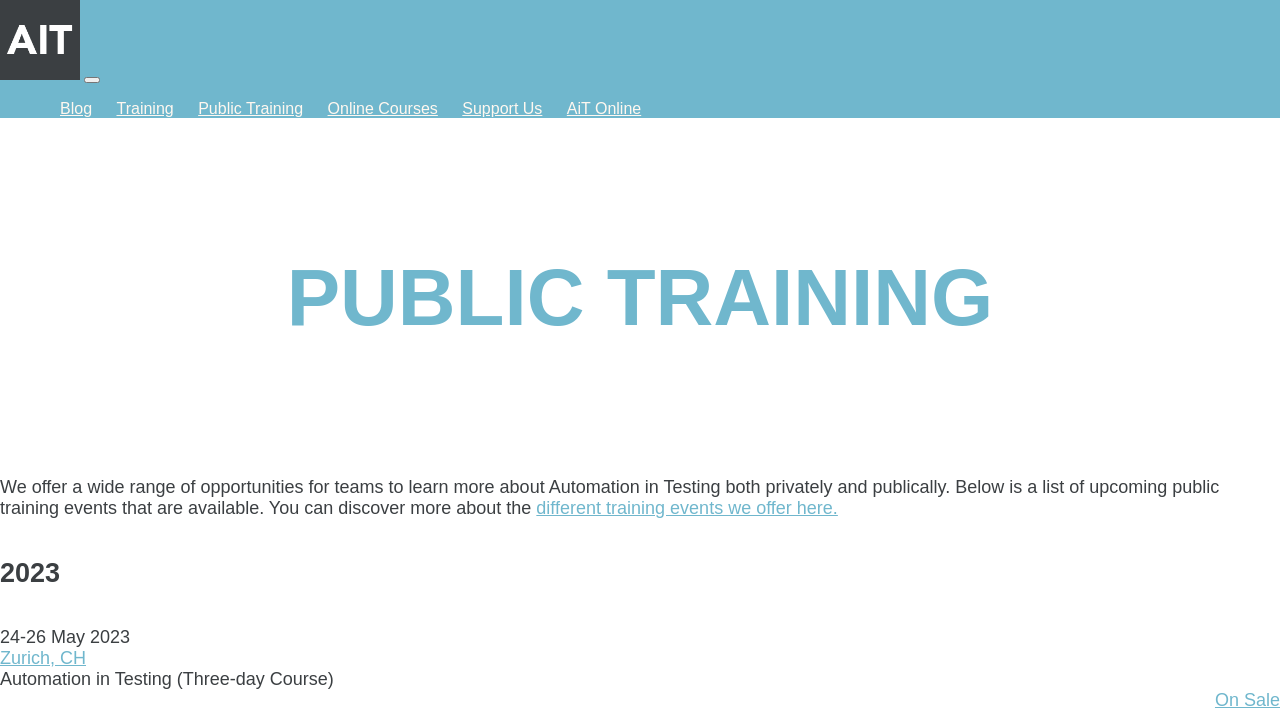 AIT
Blog Training Public Training Online Courses Support Us AiT Online
PUBLIC TRAINING
We offer a wide range of opportunities for teams to learn more about Automation in Testing both privately and publically. Below is a list of upcoming public
training events that are available. You can discover more about the different training events we offer here.
2023
24-26 May 2023
Zurich, CH
Automation in Testing (Three-day Course)
On Sale